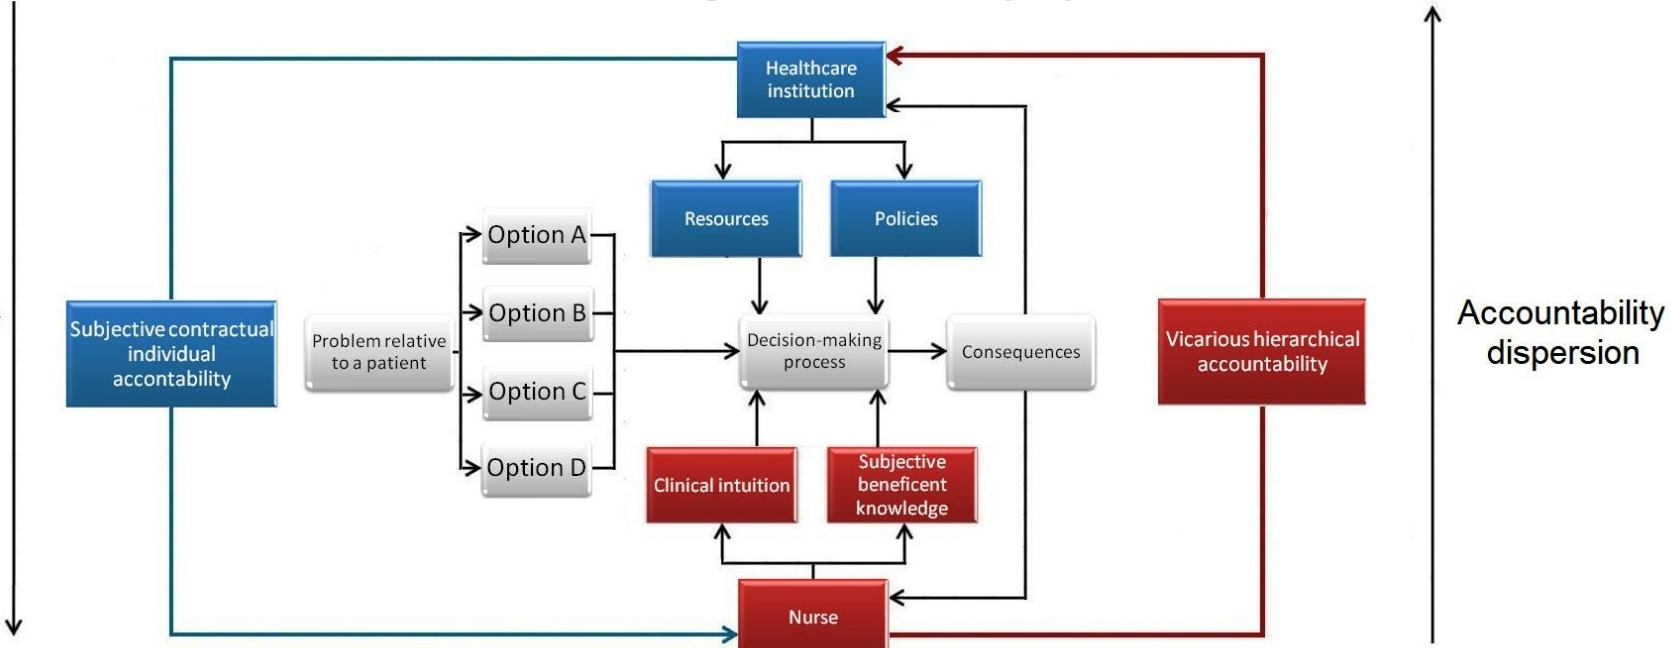 Healthcare
institution
Resources
Policies
Option A
Option B
Option C
Option D
Subjective contractual
individual
accontability
Problem relative
to a patient
Decision-making
process
Consequences
Vicarious hierarchical
accountability
Accountability
dispersion
Clinical intuition
Subjective
beneficent
knowledge
Nurse